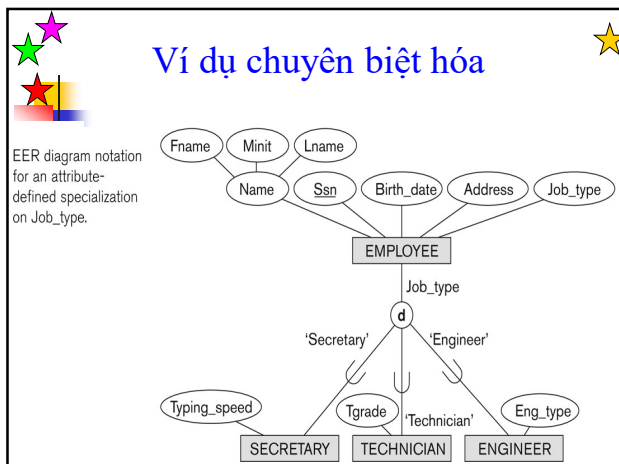 Ví dụ chuyên biệt hóa
EER diagram notation
for an attribute-
defined specialization
on Job_type.
Fname
Minit
Lname
Name
Ssn
Birth_date
Address
Job_type
EMPLOYEE
Job_type
d
‘Secretary’
‘Engineer’
Typing_speed
Tgrade
‘Technician’
Eng_type
SECRETARY
TECHNICIAN
ENGINEER